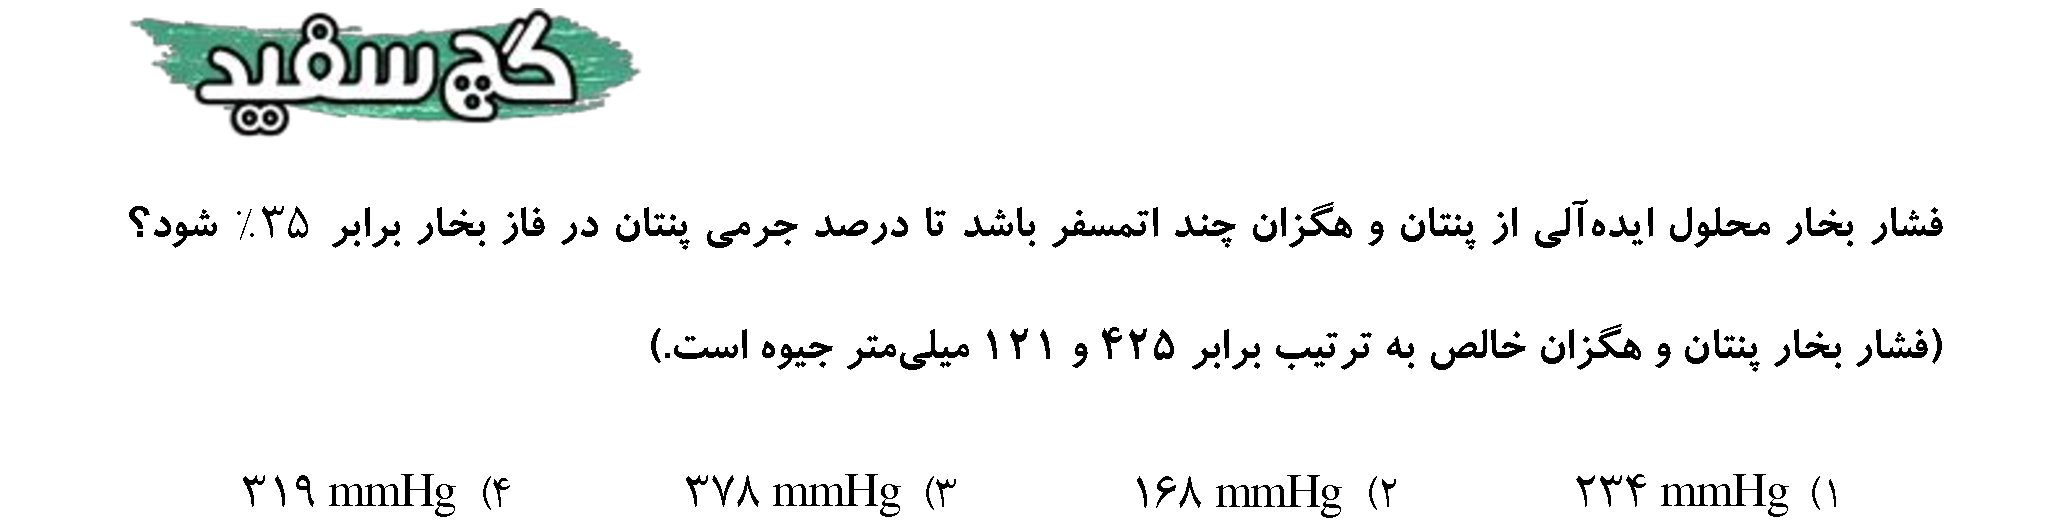 گچ سفید
فشار بخار محلول ایده‌آلی از پنتان و هگزان چند اتمسفر باشد تا درصد جرمی پنتان در فاز بخار برابر ۳۵٪ شود؟
(فشار بخار پنتان و هگزان خالص به ترتیب برابر ۴۲۵ و ۱۲۱ میلی‌متر جیوه است.)
۱) ۲۳۴ mmHg ۲) ۱۶۸ mmHg ۳) ۳۷۸ mmHg ۴) ۳۱۹ mmHg